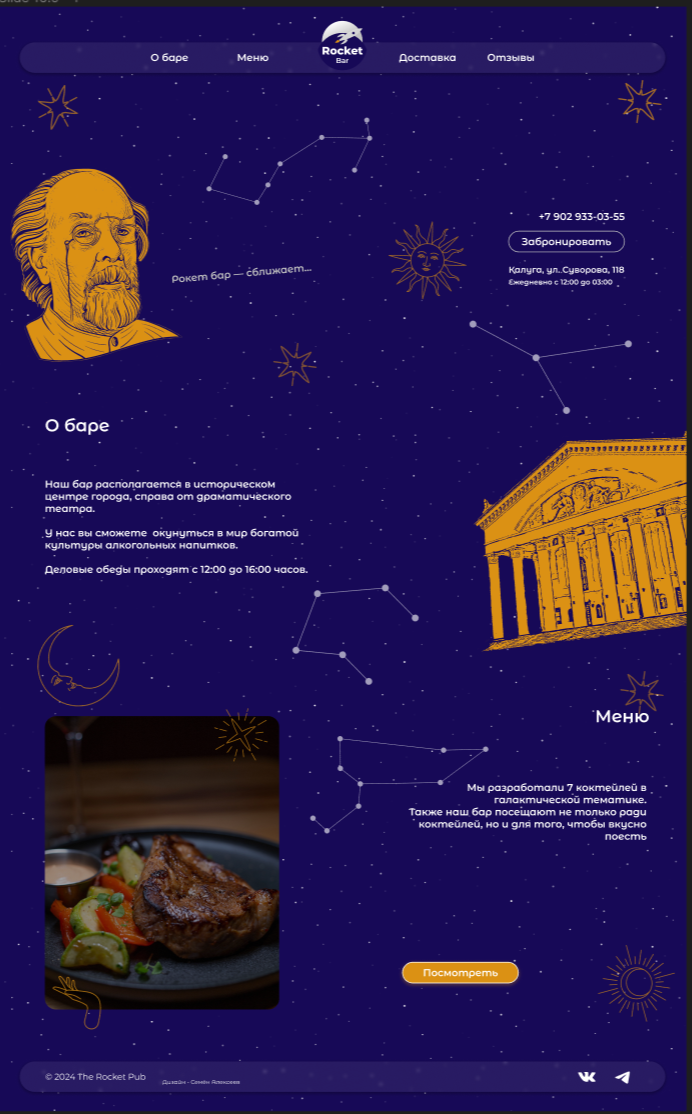 О баре
Меню
Rocket
Bar
Доставка
Отзывы
+7 902 933-03-55
Забронировать
Рокет бар — сближает...
Калуга, ул. Суворова, 118
Ежедневно с 12:00 до 03:00
О баре
Наш бар располагается в историческом
центре города, справа от драматического
театра.
У нас вы сможете окунуться в мир богатой
культуры алкогольных напитков.
Деловые обеды проходят с 12:00 до 16:00 часов.
Меню
Мы разработали 7 коктейлей в
галактической тематике.
Также наш бар посещают не только ради
коктейлей, но и для того, чтобы вкусно
поесть
Посмотреть
© 2024 The Rocket Pub
Дизайн - Семён Алексеев